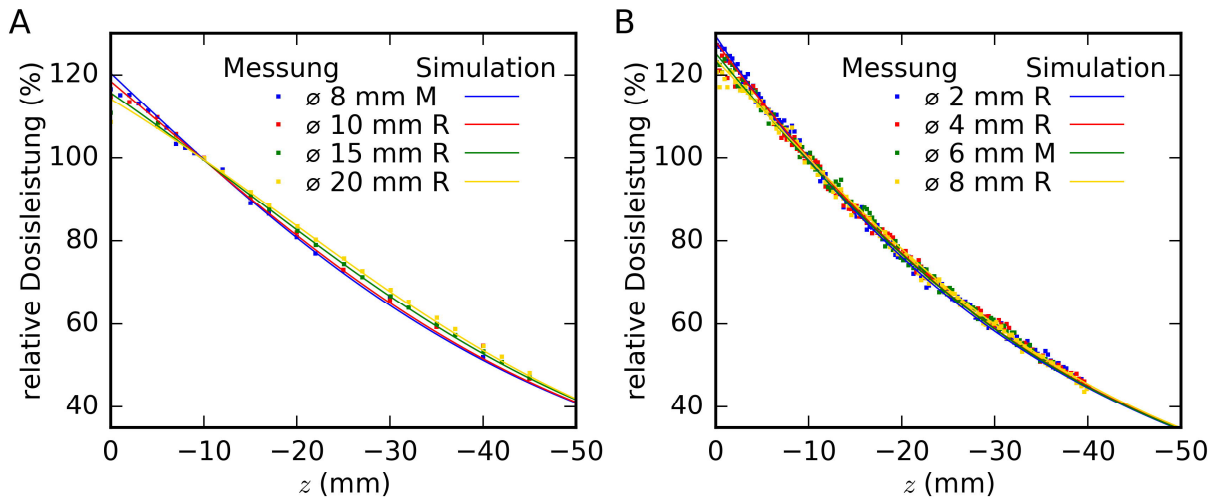 A
relative Dosisleistung (%)
120
100
80
60
40
Messung Simulation
⌀ 8 mm M
⌀ 10 mm R
⌀ 15 mm R
⌀ 20 mm R
0 −10 −20 −30 −40 −50
z (mm)
B
relative Dosisleistung (%)
120
100
80
60
40
Messung Simulation
⌀ 2 mm R
⌀ 4 mm R
⌀ 6 mm M
⌀ 8 mm R
0 −10 −20 −30 −40 −50
z (mm)